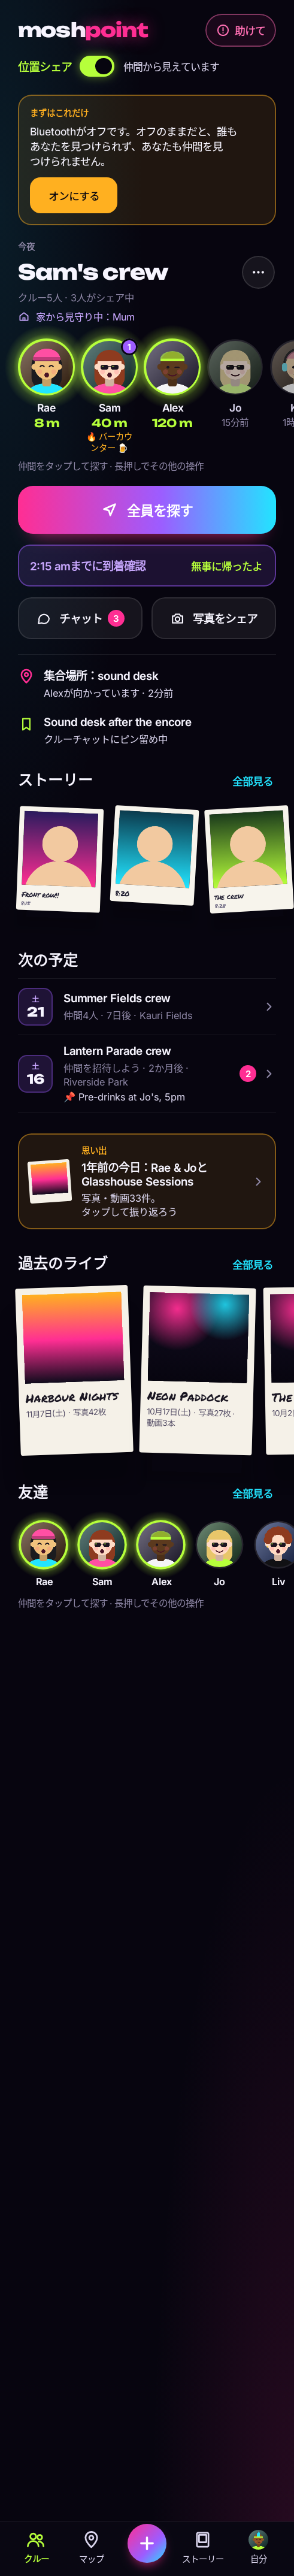 moshpoint
助けて
位置シェア
仲間から見えています
まずはこれだけ
Bluetoothがオフです。オフのままだと、誰も
あなたを見つけられず、あなたも仲間を見
つけられません。
オンにする
今夜
Sam's crew
クルー5人 · 3人がシェア中
家から見守り中：Mum
1
Rae
Sam
Alex
Jo
8 m
40 m
120 m
15分前
🔥 バーカウ
ンター 🍺
仲間をタップして探す · 長押しでその他の操作
全員を探す
2:15 amまでに到着確認
無事に帰ったよ
チャット
3
写真をシェア
集合場所：sound desk
Alexが向かっています · 2分前
Sound desk after the encore
クルーチャットにピン留め中
ストーリー
全部見る
Front row!!
8:20
The crew
次の予定
土
21
Summer Fields crew
仲間4人 · 7日後 · Kauri Fields
土
16
Lantern Parade crew
仲間を招待しよう · 2か月後 ·
Riverside Park
📌 Pre-drinks at Jo's, 5pm
2
思い出
1年前の今日：Rae & Joと
Glasshouse Sessions
写真・動画33件。
タップして振り返ろう
過去のライブ
全部見る
Harbour Nights
11月7日(土) · 写真42枚
Neon Paddock
10月17日(土) · 写真27枚 ·
動画3本
The
10月2
友達
全部見る
Rae
Sam
Alex
Jo
Liv
仲間をタップして探す · 長押しでその他の操作
クルー
マップ
ストーリー
自分